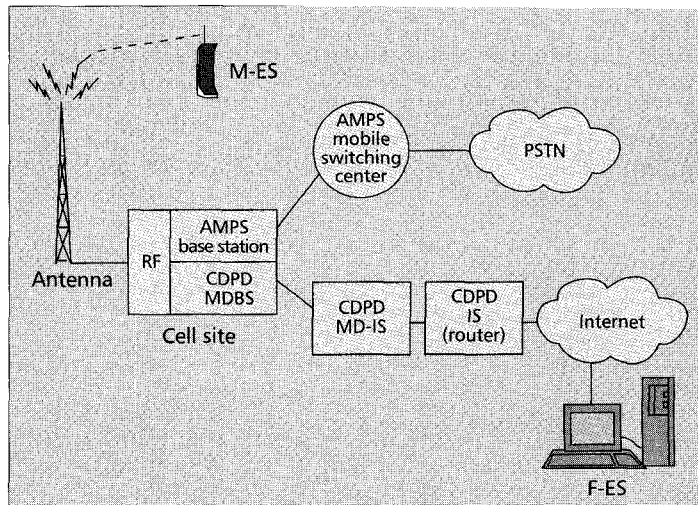 M-ES
AMPS
mobile
switching
center
PSTN
Antenna
RF
AMPS
base station
CDPD
MDBS
Cell site
CDPD
MD-IS
CDPD
IS
(router)
Internet
F-ES